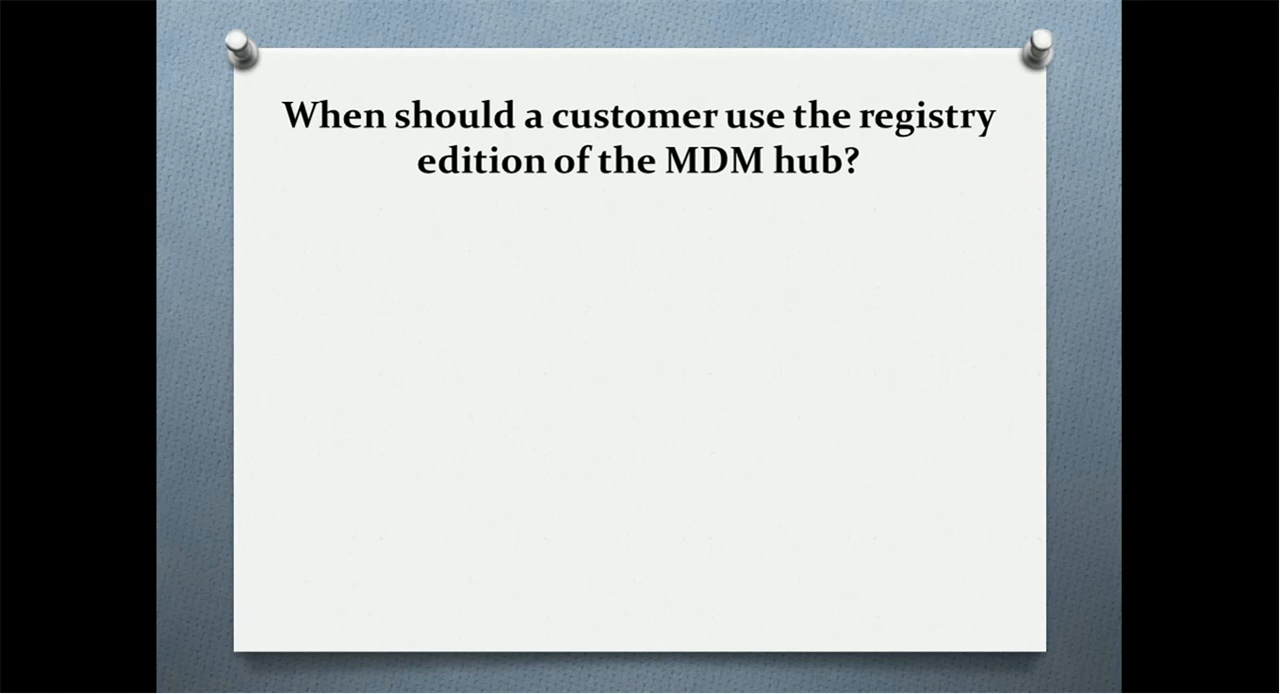 When should a customer use the registry
edition of the MDM hub?